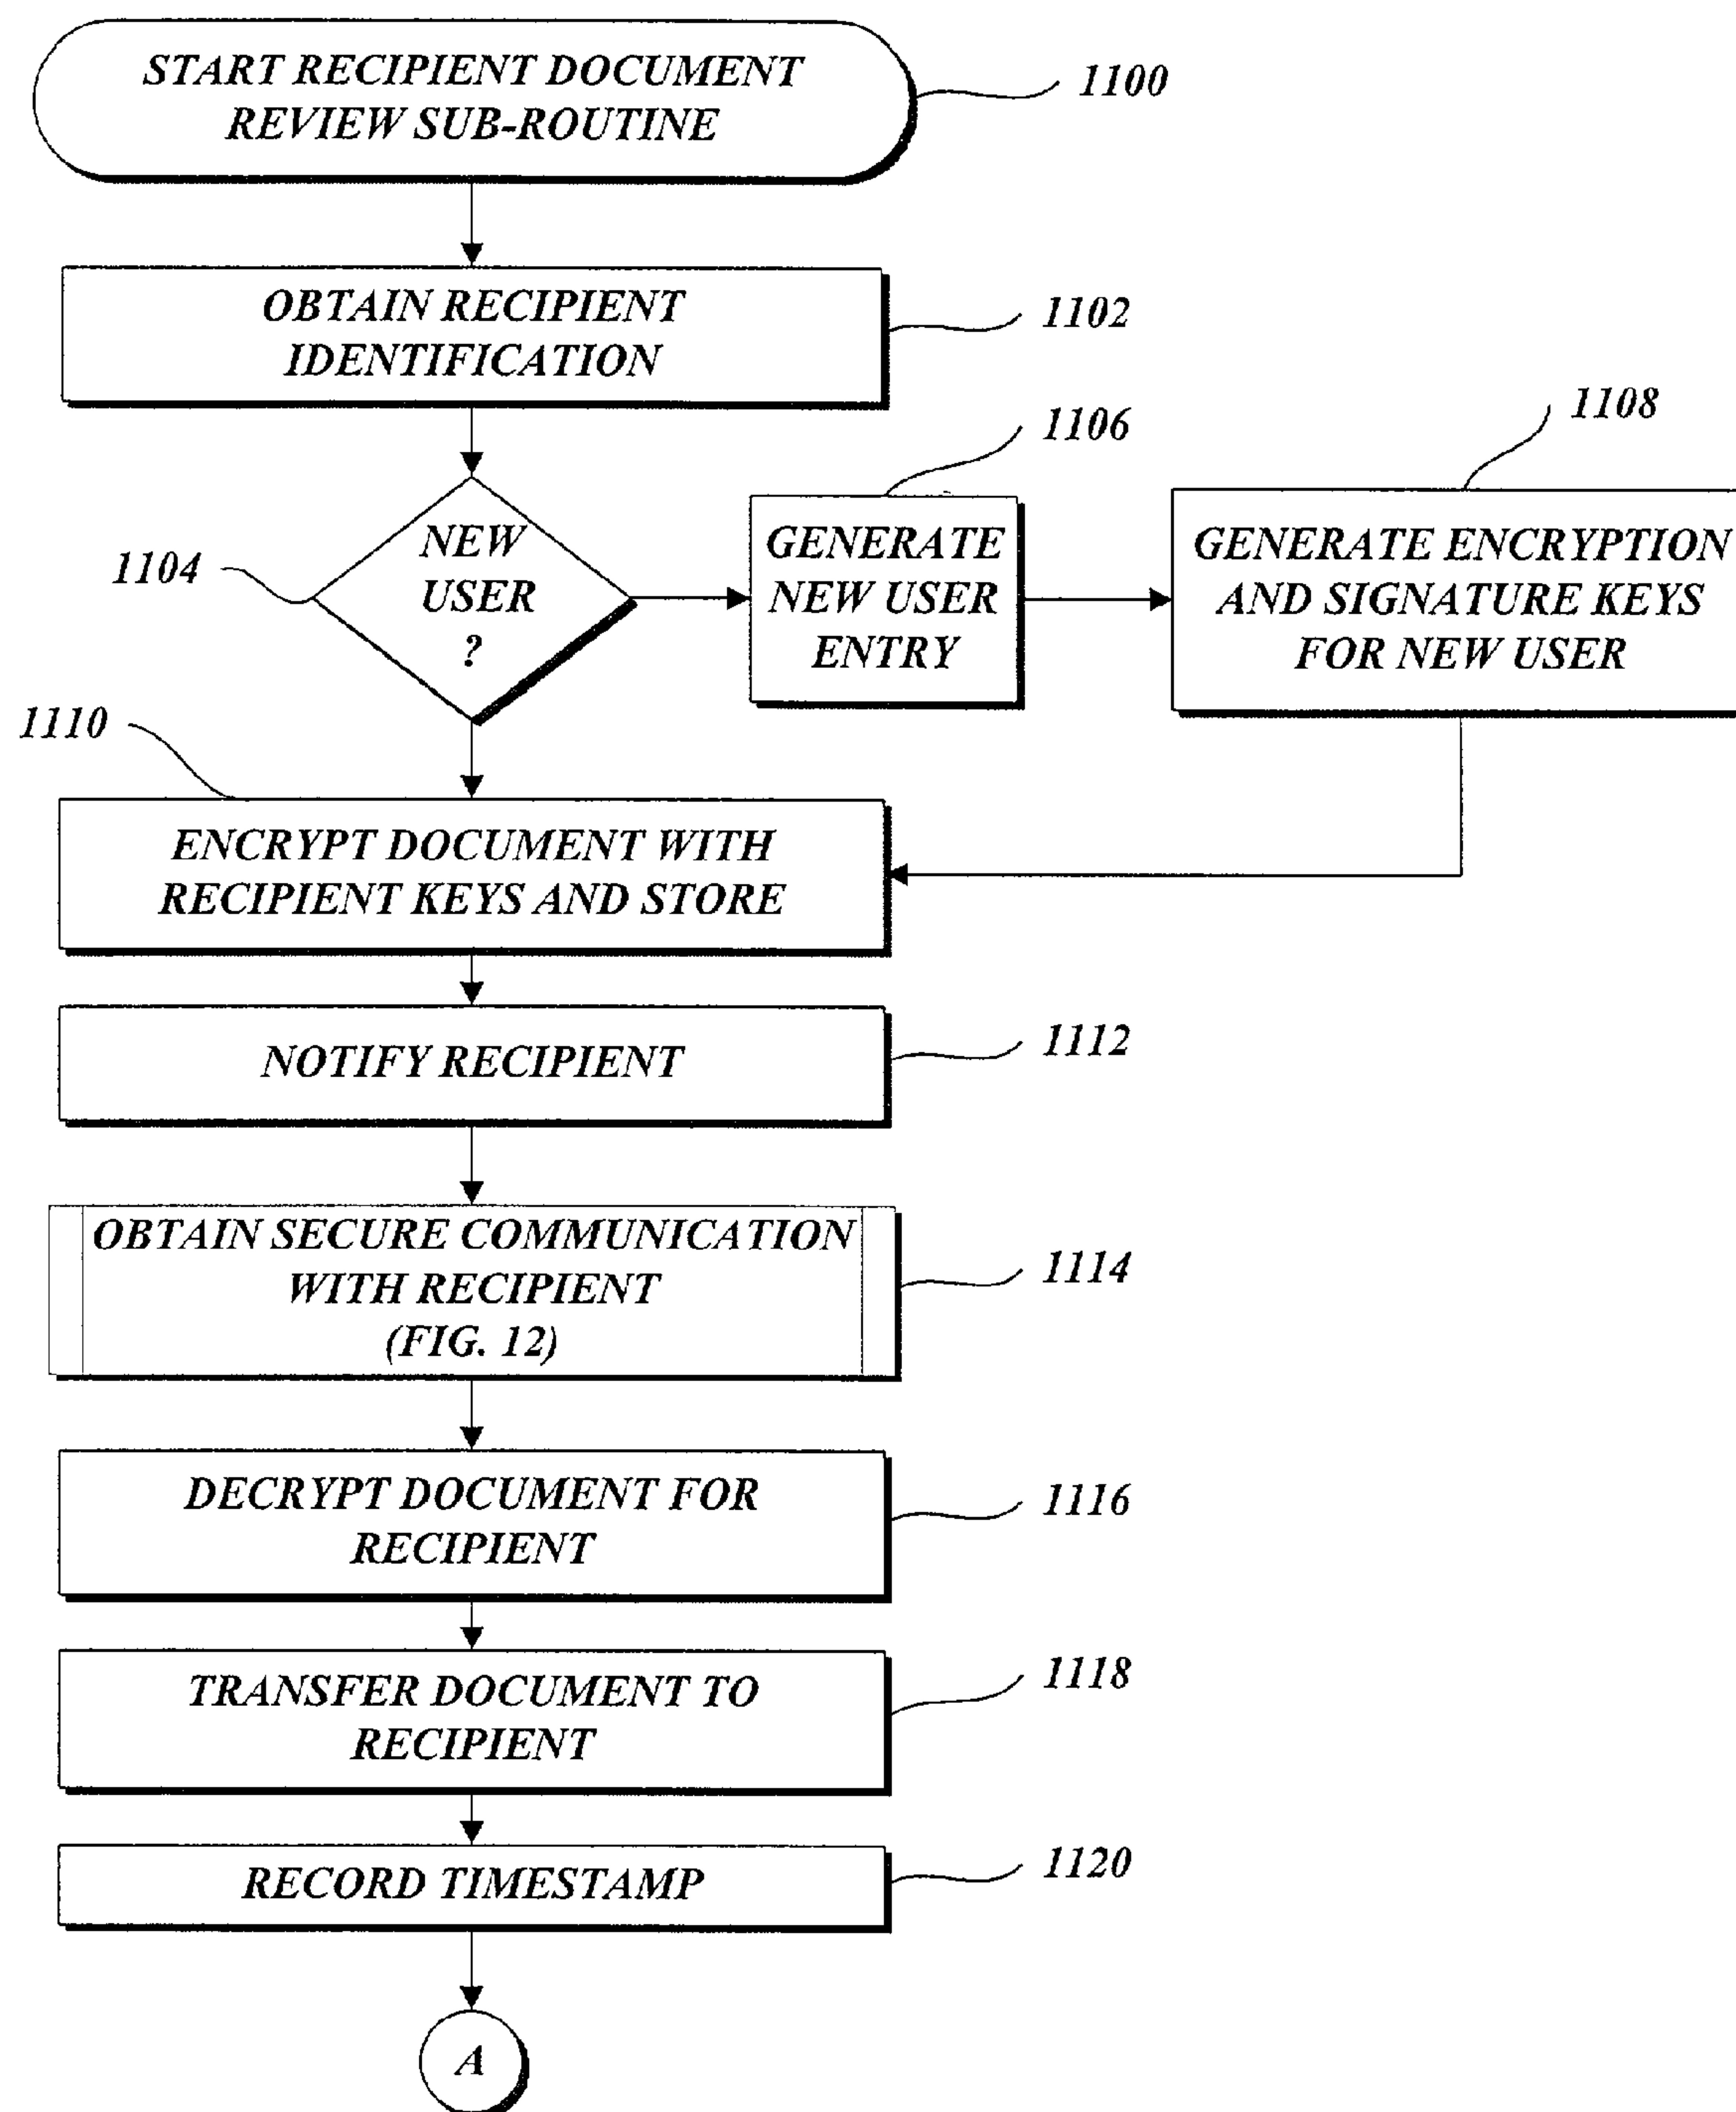 START RECIPIENT DOCUMENT
REVIEW SUB-ROUTINE
1100
OBTAIN RECIPIENT
IDENTIFICATION
1102
NEW
USER
?
1104
GENERATE
NEW USER
ENTRY
1106
GENERATE ENCRYPTION
AND SIGNATURE KEYS
FOR NEW USER
1108
1110
ENCRYPT DOCUMENT WITH
RECIPIENT KEYS AND STORE
NOTIFY RECIPIENT
1112
OBTAIN SECURE COMMUNICATION
WITH RECIPIENT
(FIG. 12)
1114
DECRYPT DOCUMENT FOR
RECIPIENT
1116
TRANSFER DOCUMENT TO
RECIPIENT
1118
RECORD TIMESTAMP
1120
A